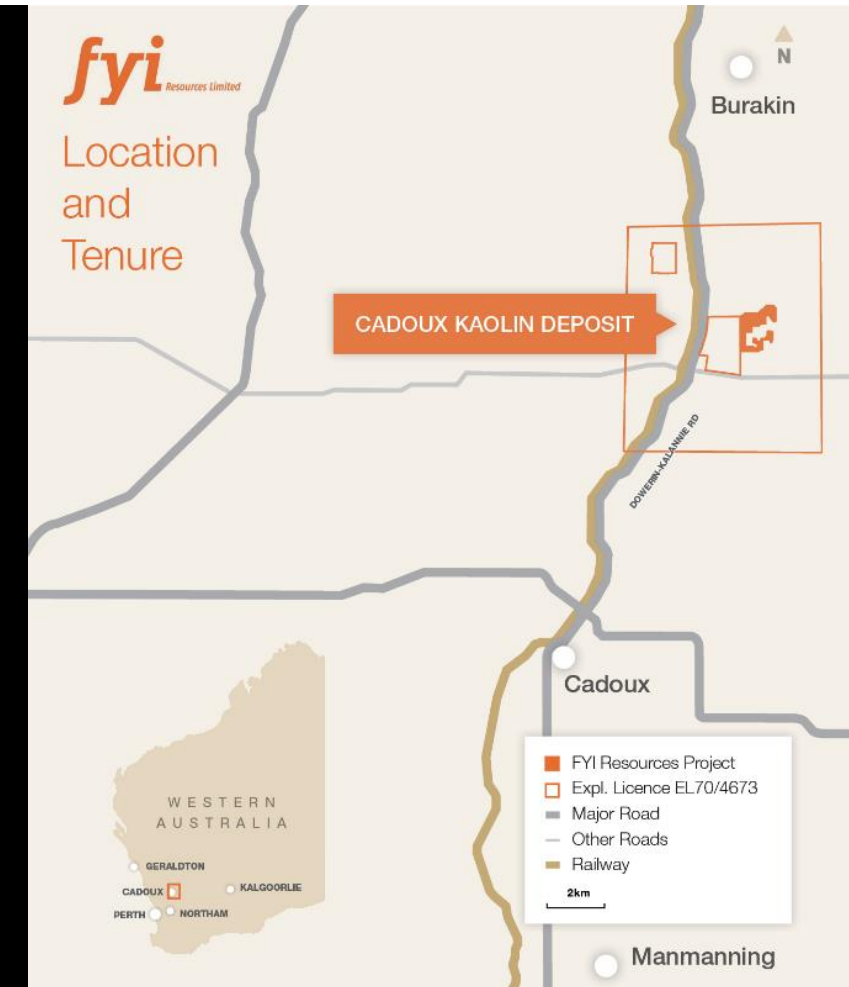 fyi Resources Limited
Location
and
Tenure
N
Burakin
CADOUX KAOLIN DEPOSIT
DOWERIN-KALANNIE RD
Cadoux
WESTERN
AUSTRALIA
GERALDTON
CADOUX
KALGOORLIE
PERTH
NORTHAM
FYI Resources Project
Expl. Licence EL70/4673
Major Road
Other Roads
Railway
2km
Manmanning